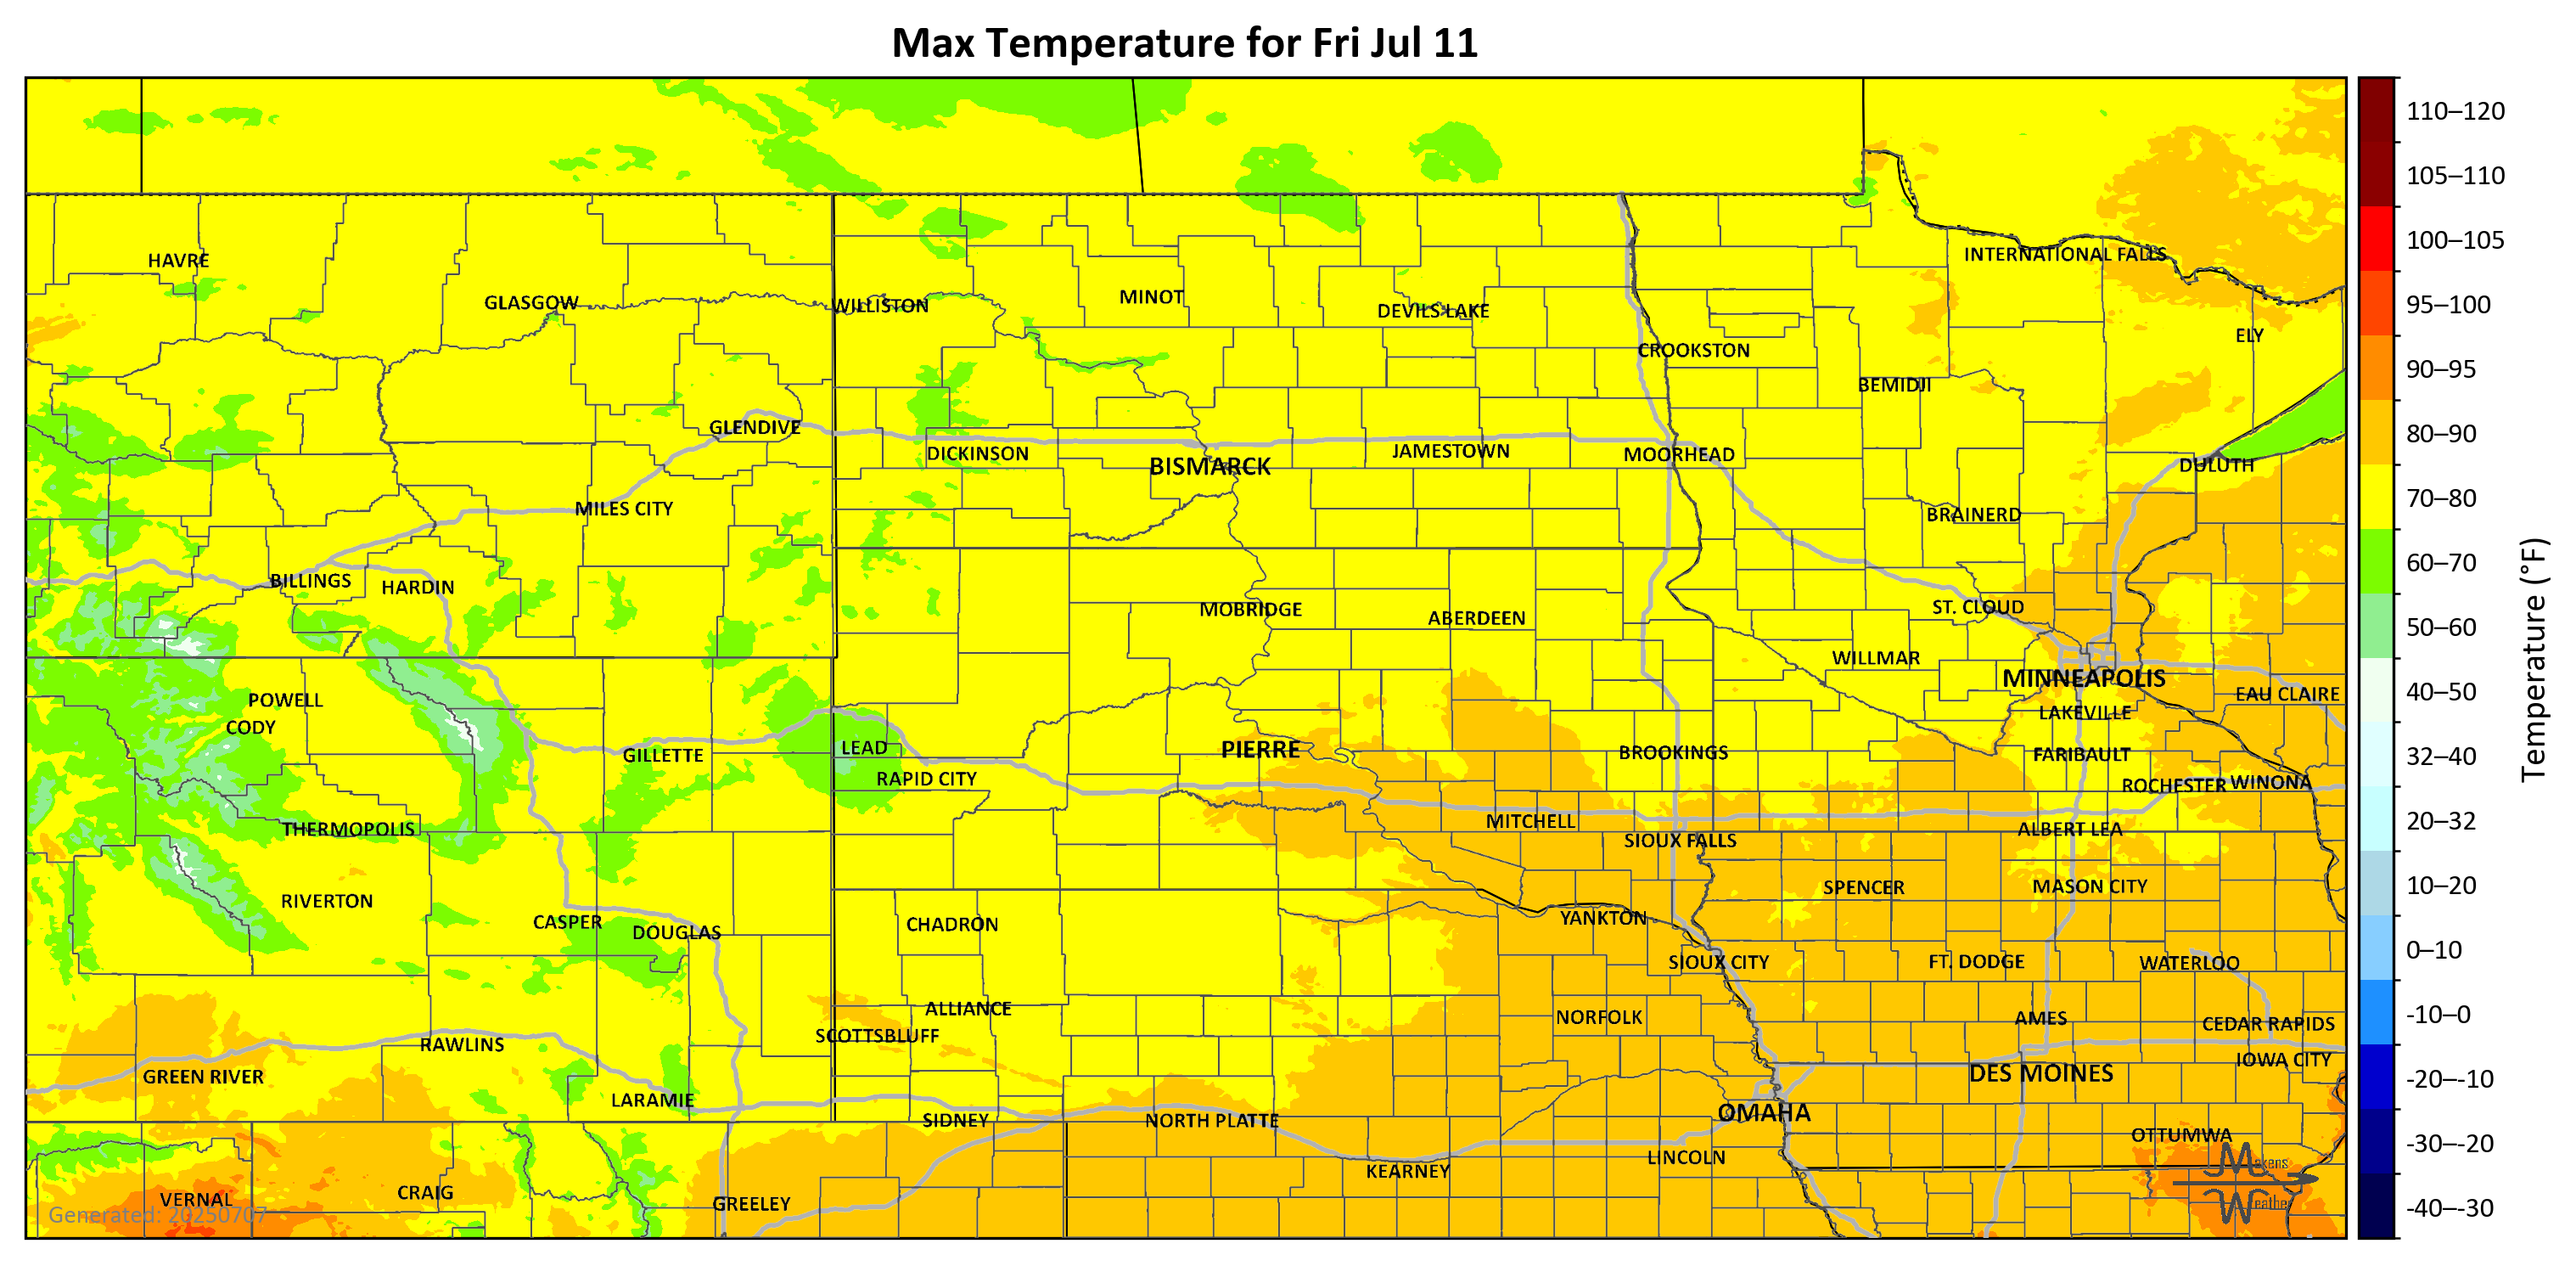 Max Temperature for Fri Jul 11
110–120
105–110
100–105
95–100
90–95
80–90
70–80
60–70
50–60
40–50
32–40
20–32
10–20
0–10
-10–0
-20–-10
-30–-20
-40–-30
Temperature (°F)
INTERNATIONAL FALLS
HAVRE
GLASGOW
WILLISTON
MINOT
DEVILS LAKE
ELY
CROOKSTON
BEMIDJI
GLENDIVE
DICKINSON
BISMARCK
JAMESTOWN
MOORHEAD
DULUTH
MILES CITY
BRAINERD
BILLINGS
HARDIN
MOBRIDGE
ABERDEEN
ST. CLOUD
WILLMAR
MINNEAPOLIS
EAU CLAIRE
POWELL
CODY
LAKEVILLE
GILLETTE
LEAD
PIERRE
BROOKINGS
FARIBAULT
RAPID CITY
ROCHESTER
WINONA
THERMOPOLIS
MITCHELL
SIOUX FALLS
ALBERT LEA
SPENCER
MASON CITY
RIVERTON
CASPER
DOUGLAS
CHADRON
YANKTON
SIOUX CITY
FT. DODGE
WATERLOO
ALLIANCE
NORFOLK
AMES
CEDAR RAPIDS
SCOTTSBLUFF
RAWLINS
IOWA CITY
GREEN RIVER
DES MOINES
LARAMIE
SIDNEY
NORTH PLATTE
OMAHA
OTTUMWA
KEARNEY
LINCOLN
VERNAL
CRAIG
GREELEY
Makens
Weather
Generated: 20250707